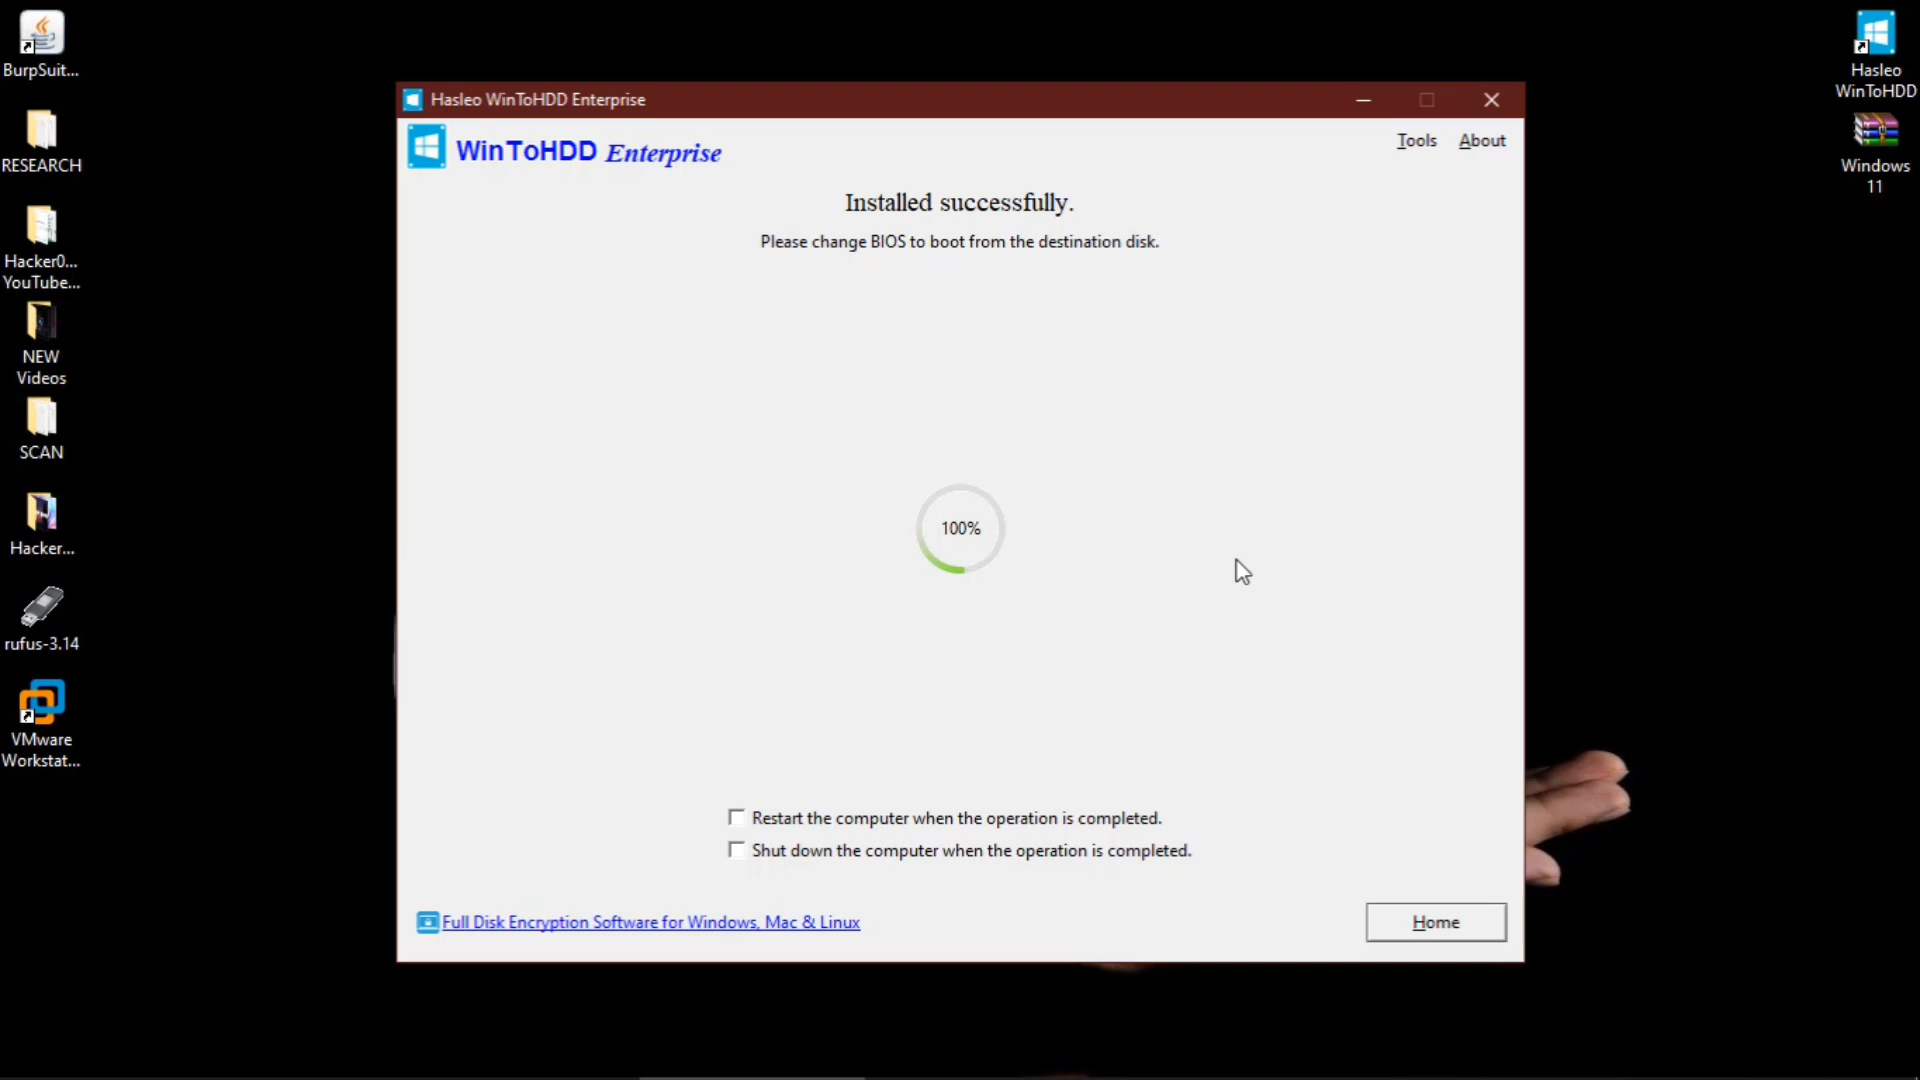 BurpSuit...
RESEARCH
Hacker0...
YouTube...
NEW
Videos
SCAN
Hacker...
rufus-3.14
VMware
Workstat...
Hasleo WinToHDD Enterprise
WinToHDD Enterprise
Tools About
Installed successfully.
Please change BIOS to boot from the destination disk.
100%
Restart the computer when the operation is completed.
Shut down the computer when the operation is completed.
Full Disk Encryption Software for Windows, Mac & Linux
Home
Hasleo
WinToHDD
Windows
11